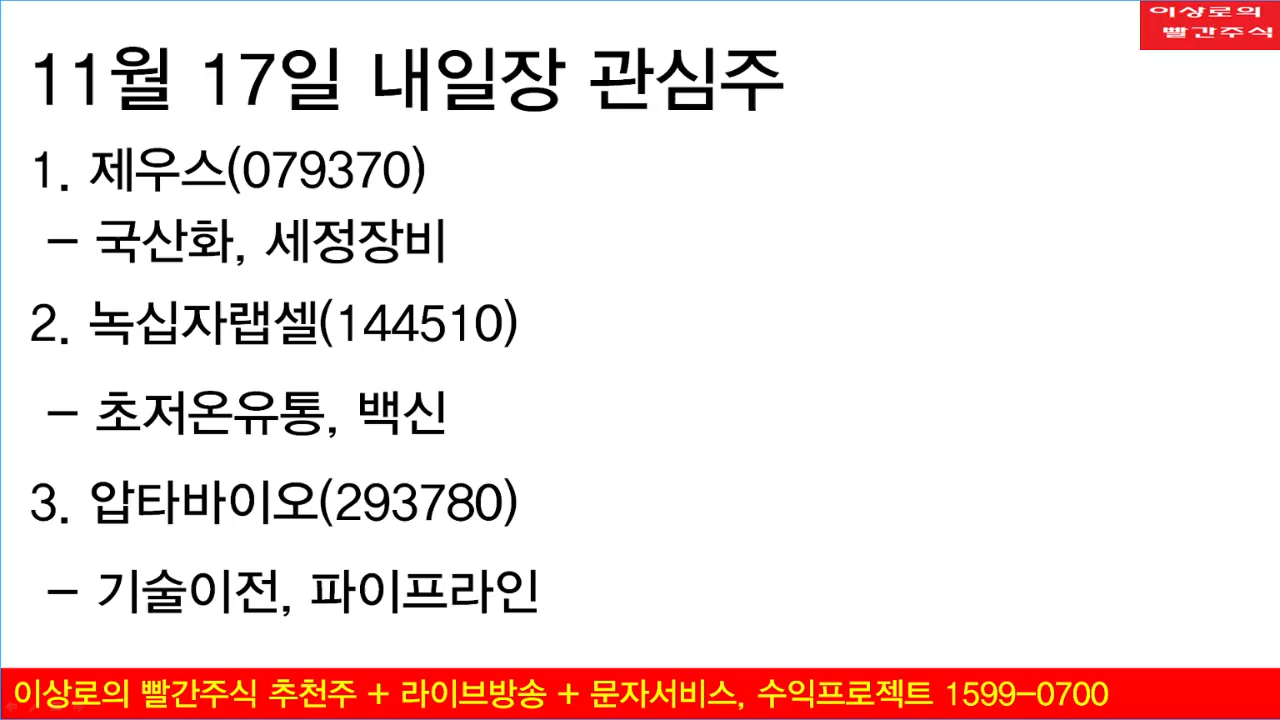 이상로의
빨간주식
11월 17일 내일장 관심주
1. 제우스(079370)
- 국산화, 세정장비
2. 녹십자랩셀(144510)
- 초저온유통, 백신
3. 압타바이오(293780)
- 기술이전, 파이프라인
이상로의 빨간주식 추천주 + 라이브방송 + 문자서비스, 수익프로젝트 1599-0700